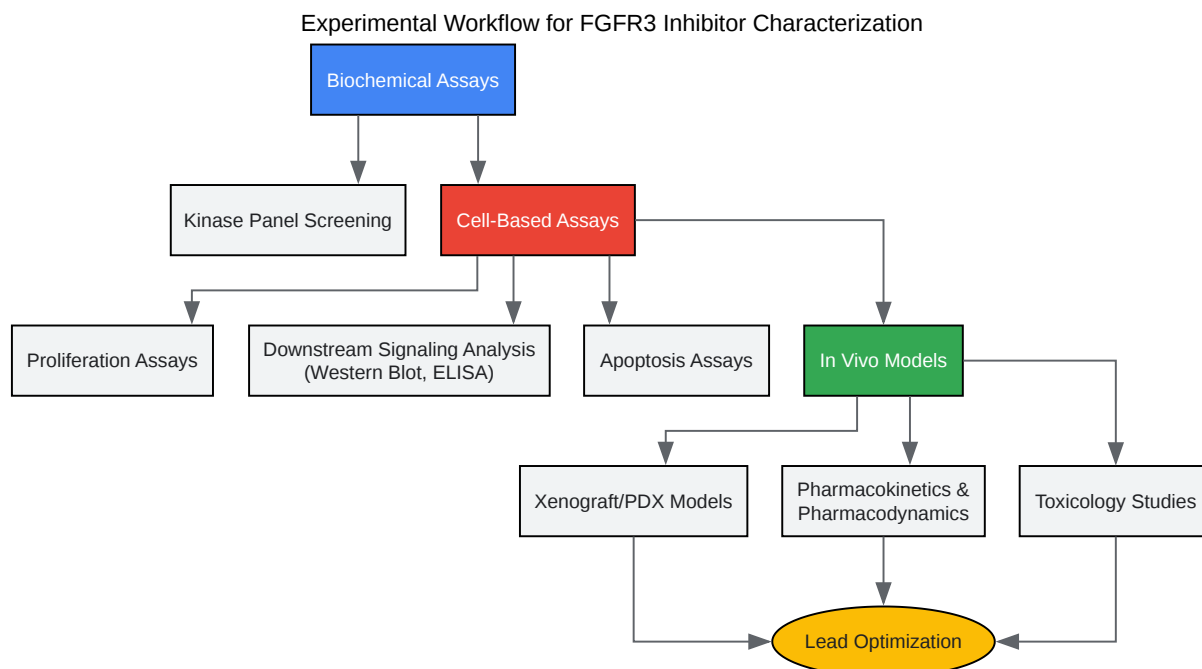 Experimental Workflow for FGFR3 Inhibitor Characterization
Biochemical Assays
Kinase Panel Screening
Cell-Based Assays
Proliferation Assays
Downstream Signaling Analysis
(Western Blot, ELISA)
Apoptosis Assays
In Vivo Models
Xenograft/PDX Models
Pharmacokinetics &
Pharmacodynamics
Toxicology Studies
Lead Optimization